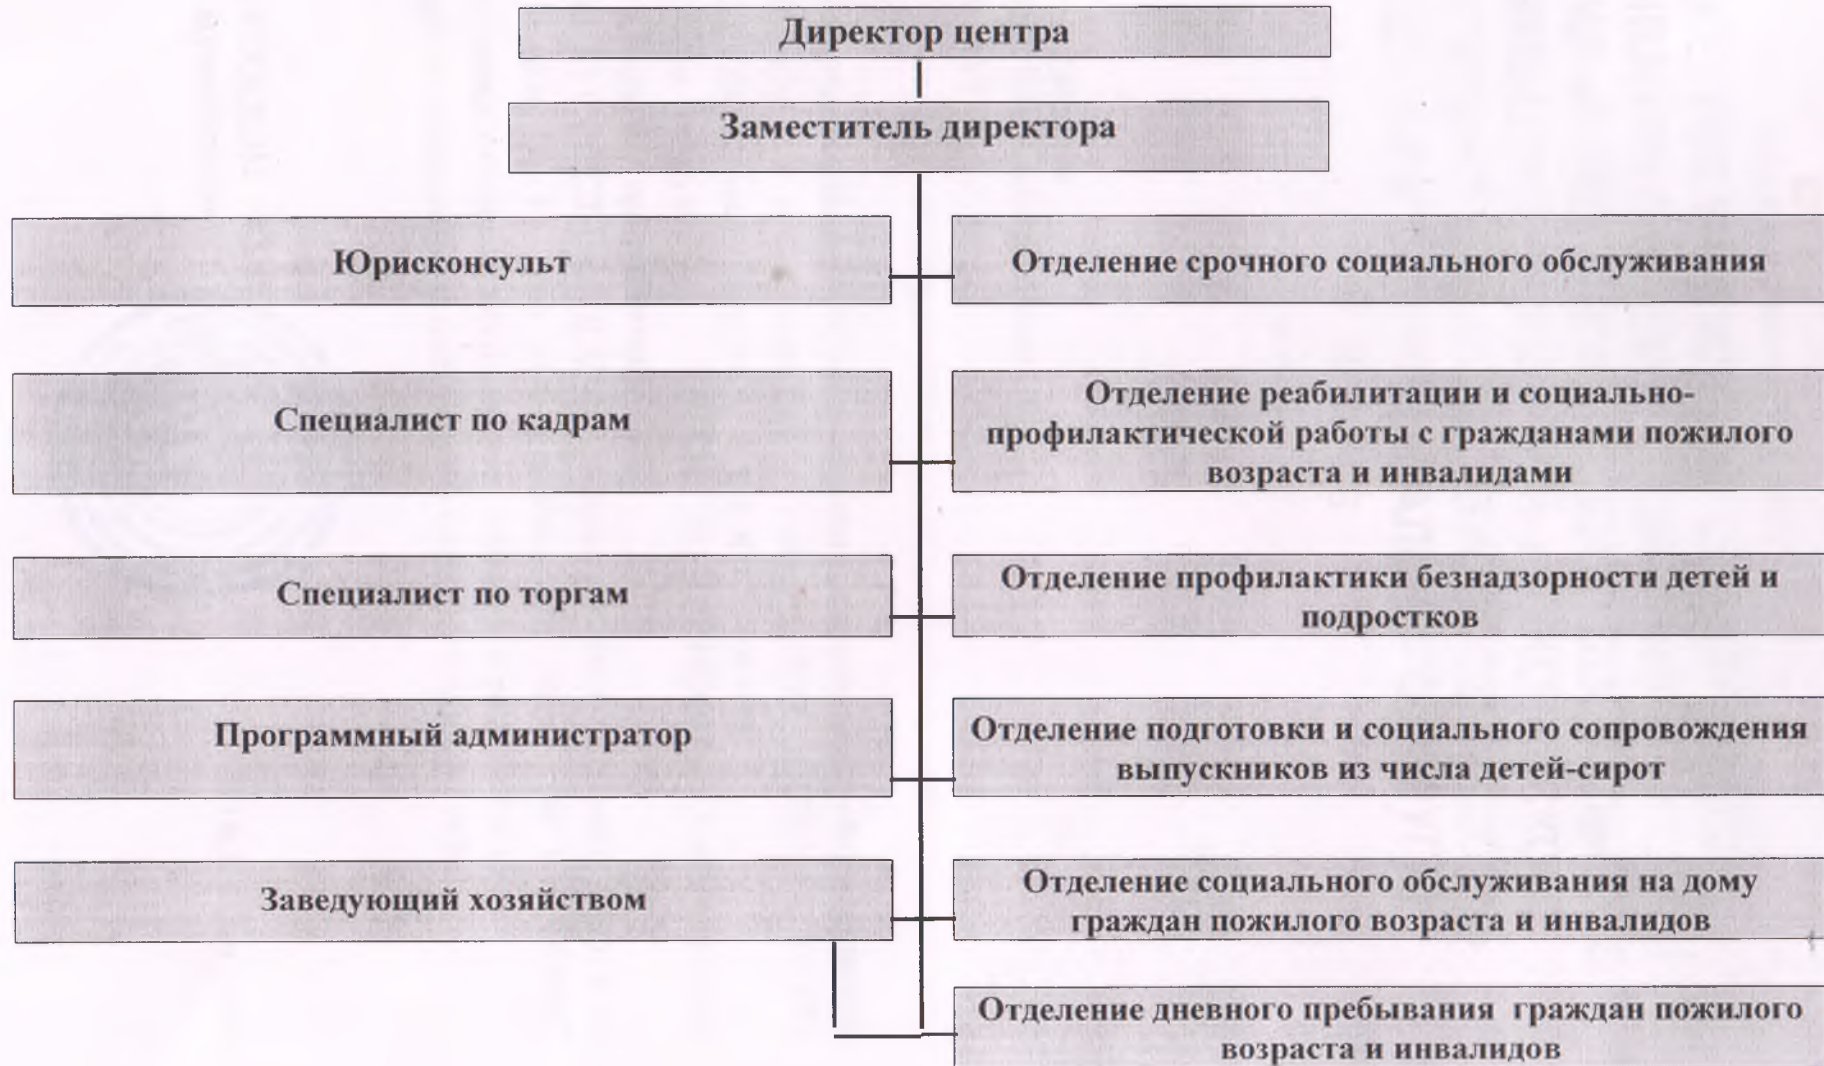 Директор центра
Заместитель директора
Юрисконсульт
Отделение срочного социального обслуживания
Специалист по кадрам
Отделение реабилитации и социально-
профилактической работы с гражданами пожилого
возраста и инвалидами
Специалист по торгам
Отделение профилактики безнадзорности детей и
подростков
Программный администратор
Отделение подготовки и социального сопровождения
выпускников из числа детей-сирот
Заведующий хозяйством
Отделение социального обслуживания на дому
граждан пожилого возраста и инвалидов
Отделение дневного пребывания граждан пожилого
возраста и инвалидов